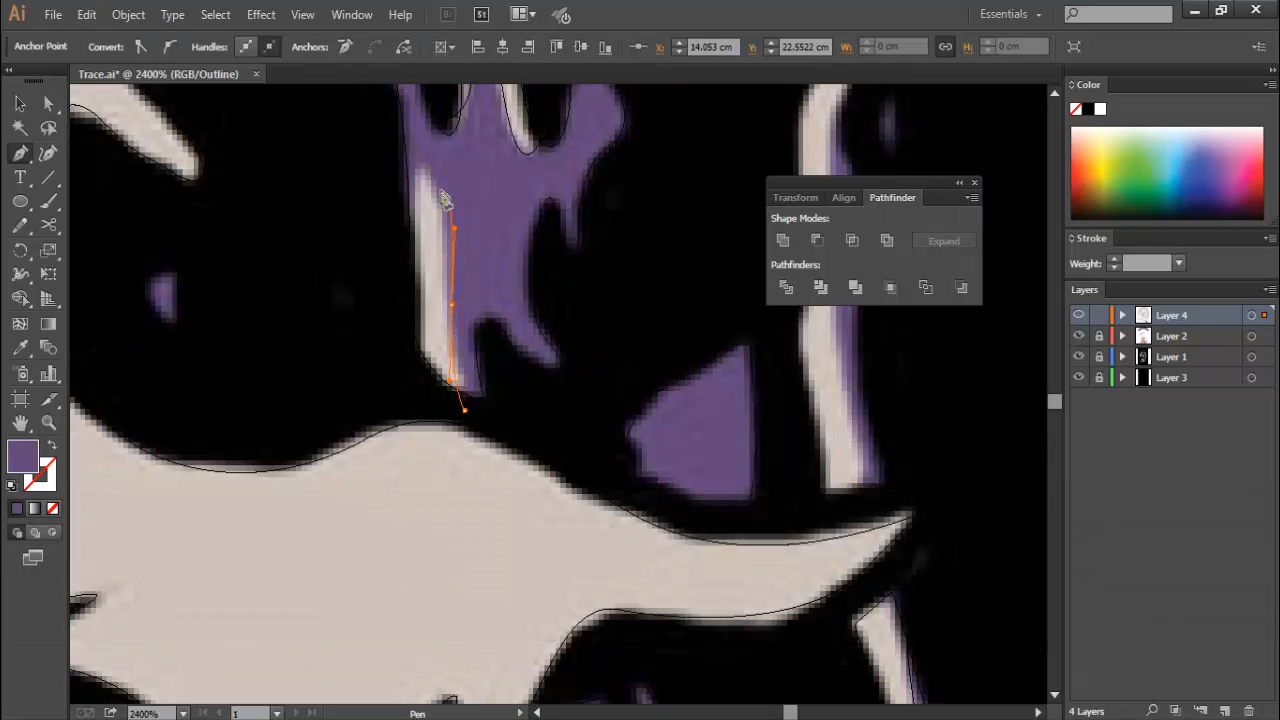 Ai File Edit Object Type Select Effect View Window Help Br St Essentials
Anchor Point Convert: Handles: Anchors: X: 14.053 cm Y: 22.5522 cm W: 0 cm H: 0 cm
Trace.ai* @ 2400% (RGB/Outline) ×
Color
Transform Align Pathfinder
Shape Modes:
Expand
Pathfinders:
Stroke
Weight:
Layers
Layer 4
Layer 2
Layer 1
Layer 3
4 Layers
2400% 1 Pen